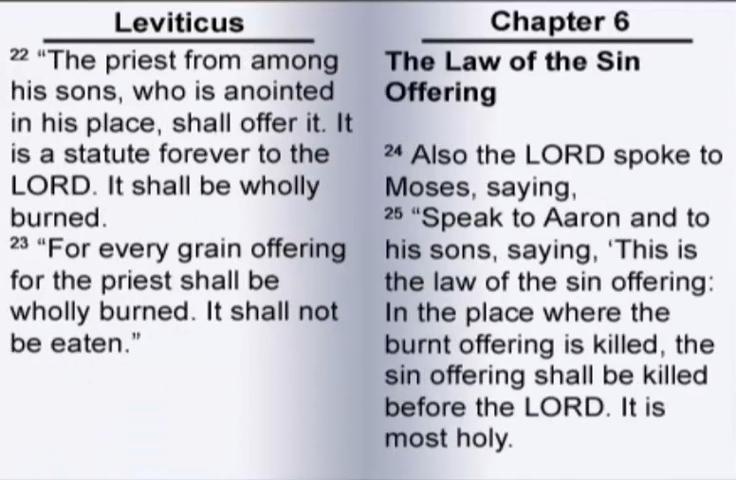 Leviticus
²² “The priest from among
his sons, who is anointed
in his place, shall offer it. It
is a statute forever to the
LORD. It shall be wholly
burned.
²³ “For every grain offering
for the priest shall be
wholly burned. It shall not
be eaten.”
Chapter 6
The Law of the Sin
Offering
²⁴ Also the LORD spoke to
Moses, saying,
²⁵ “Speak to Aaron and to
his sons, saying, ‘This is
the law of the sin offering:
In the place where the
burnt offering is killed, the
sin offering shall be killed
before the LORD. It is
most holy.